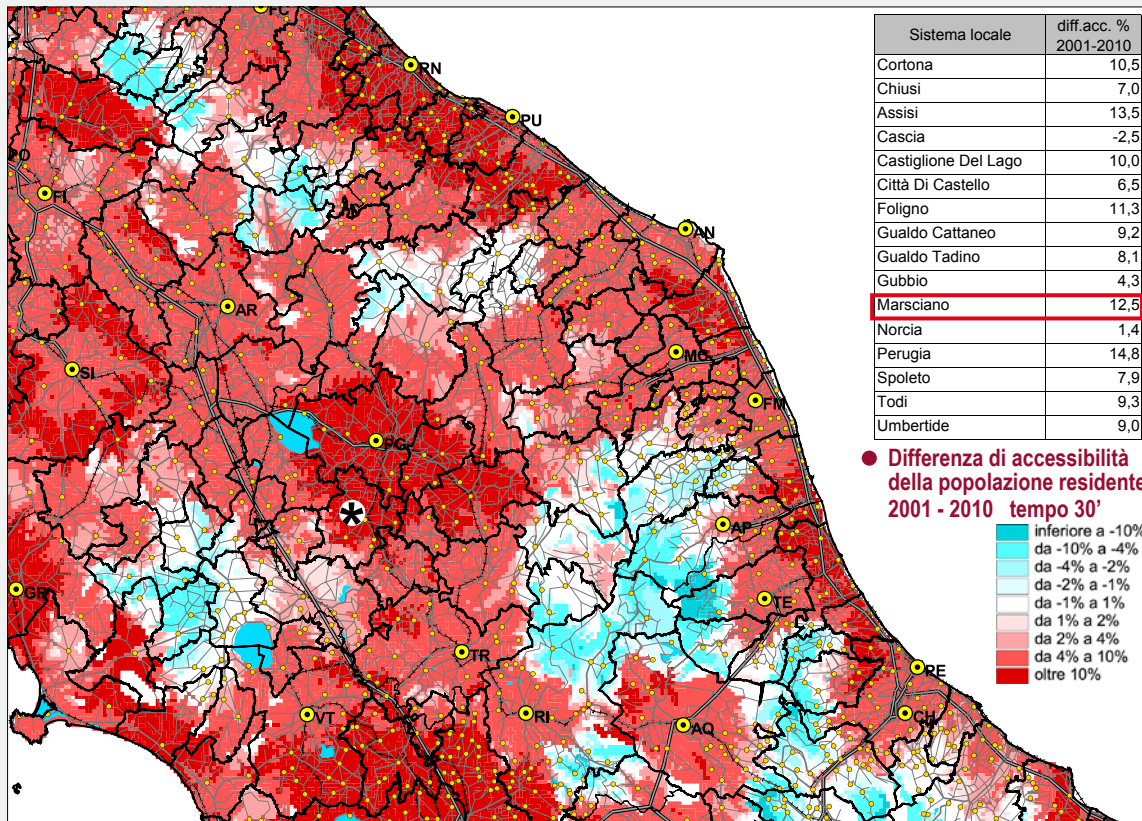 FC
RN
PU
FI
AN
AR
MC
SI
FM
PG
*
AP
GR
TE
TR
PE
VT
RI
AQ
CH
Sistema locale diff.acc. % 2001-2010
Cortona 10,5
Chiusi 7,0
Assisi 13,5
Cascia -2,5
Castiglione Del Lago 10,0
Città Di Castello 6,5
Foligno 11,3
Gualdo Cattaneo 9,2
Gualdo Tadino 8,1
Gubbio 4,3
Marsciano 12,5
Norcia 1,4
Perugia 14,8
Spoleto 7,9
Todi 9,3
Umbertide 9,0
● Differenza di accessibilità
della popolazione residente
2001 - 2010 tempo 30'
inferiore a -10%
da -10% a -4%
da -4% a -2%
da -2% a -1%
da -1% a 1%
da 1% a 2%
da 2% a 4%
da 4% a 10%
oltre 10%